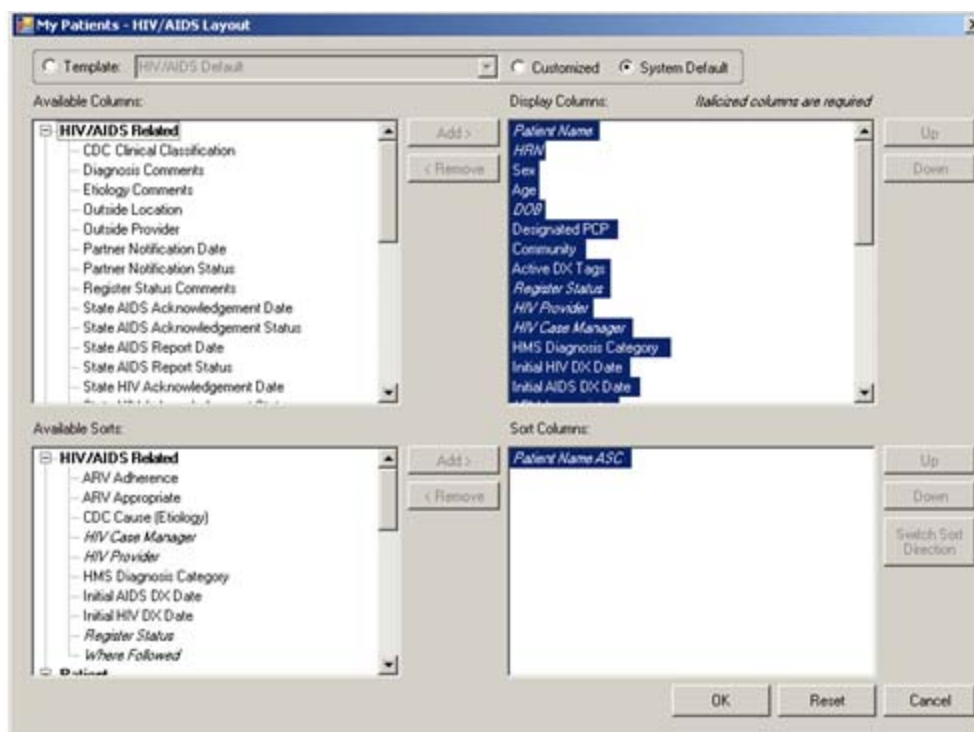 My Patients - HIV/AIDS Layout
Template: HIV/AIDS Default Customized System Default
Available Columns:
HIV/AIDS Related
CDC Clinical Classification
Diagnosis Comments
Etiology Comments
Outside Location
Outside Provider
Partner Notification Date
Partner Notification Status
Register Status Comments
State AIDS Acknowledgement Date
State AIDS Acknowledgement Status
State AIDS Report Date
State AIDS Report Status
State HIV Acknowledgement Date
Add >
< Remove
Display Columns: Italicized columns are required
Patient Name
HRN
Sex
Age
DOB
Designated PCP
Community
Active DX Tags
Register Status
HIV Provider
HIV Case Manager
HMS Diagnosis Category
Initial HIV DX Date
Initial AIDS DX Date
Up
Down
Available Sorts:
HIV/AIDS Related
ARV Adherence
ARV Appropriate
CDC Cause (Etiology)
HIV Case Manager
HIV Provider
HMS Diagnosis Category
Initial AIDS DX Date
Initial HIV DX Date
Register Status
Where Followed
Patient
Add >
< Remove
Sort Columns:
Patient Name ASC
Up
Down
Switch Sort
Direction
OK Reset Cancel